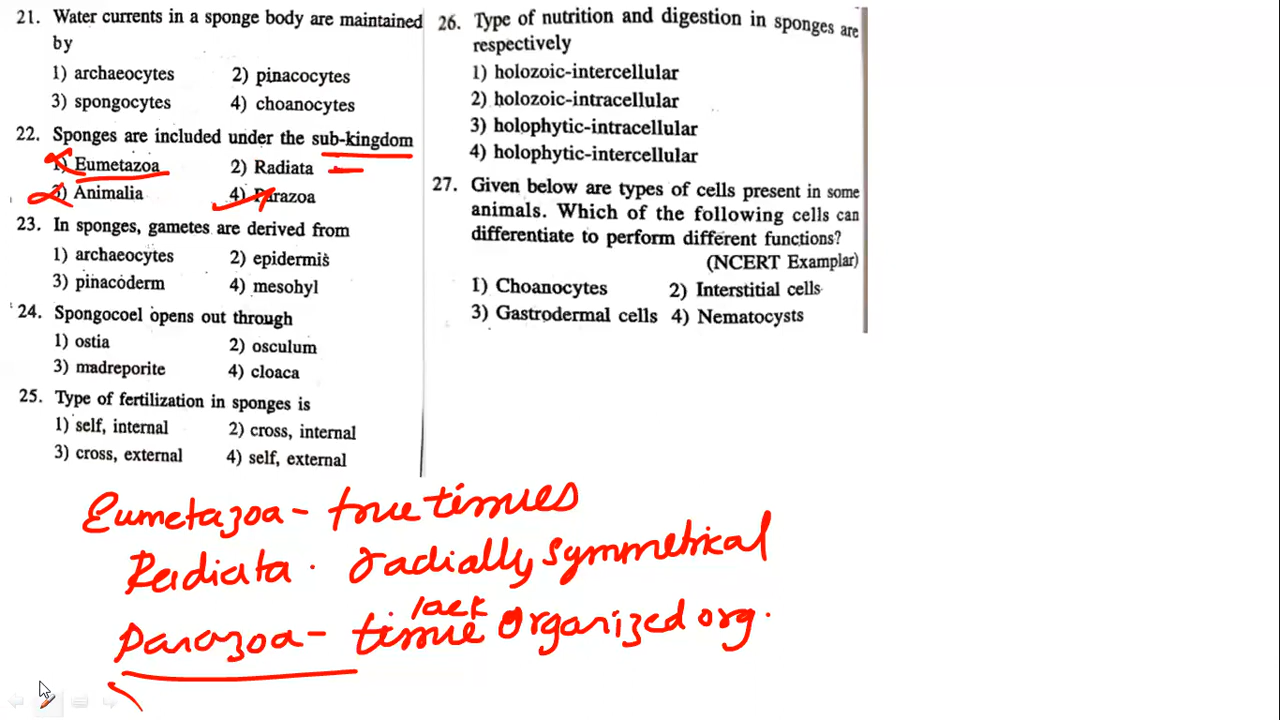 21. Water currents in a sponge body are maintained
by
1) archaeocytes 2) pinacocytes
3) spongocytes 4) choanocytes
22. Sponges are included under the sub-kingdom
1) Eumetazoa 2) Radiata
3) Animalia 4) Parazoa
23. In sponges, gametes are derived from
1) archaeocytes 2) epidermis
3) pinacoderm 4) mesohyl
24. Spongocoel opens out through
1) ostia 2) osculum
3) madreporite 4) cloaca
25. Type of fertilization in sponges is
1) self, internal 2) cross, internal
3) cross, external 4) self, external
26. Type of nutrition and digestion in sponges are
respectively
1) holozoic-intercellular
2) holozoic-intracellular
3) holophytic-intracellular
4) holophytic-intercellular
27. Given below are types of cells present in some
animals. Which of the following cells can
differentiate to perform different functions?
(NCERT Examplar)
1) Choanocytes 2) Interstitial cells
3) Gastrodermal cells 4) Nematocysts
Eumetazoa - true tissues
Radiata . radially symmetrical
lack
Parazoa - tissue organized org.